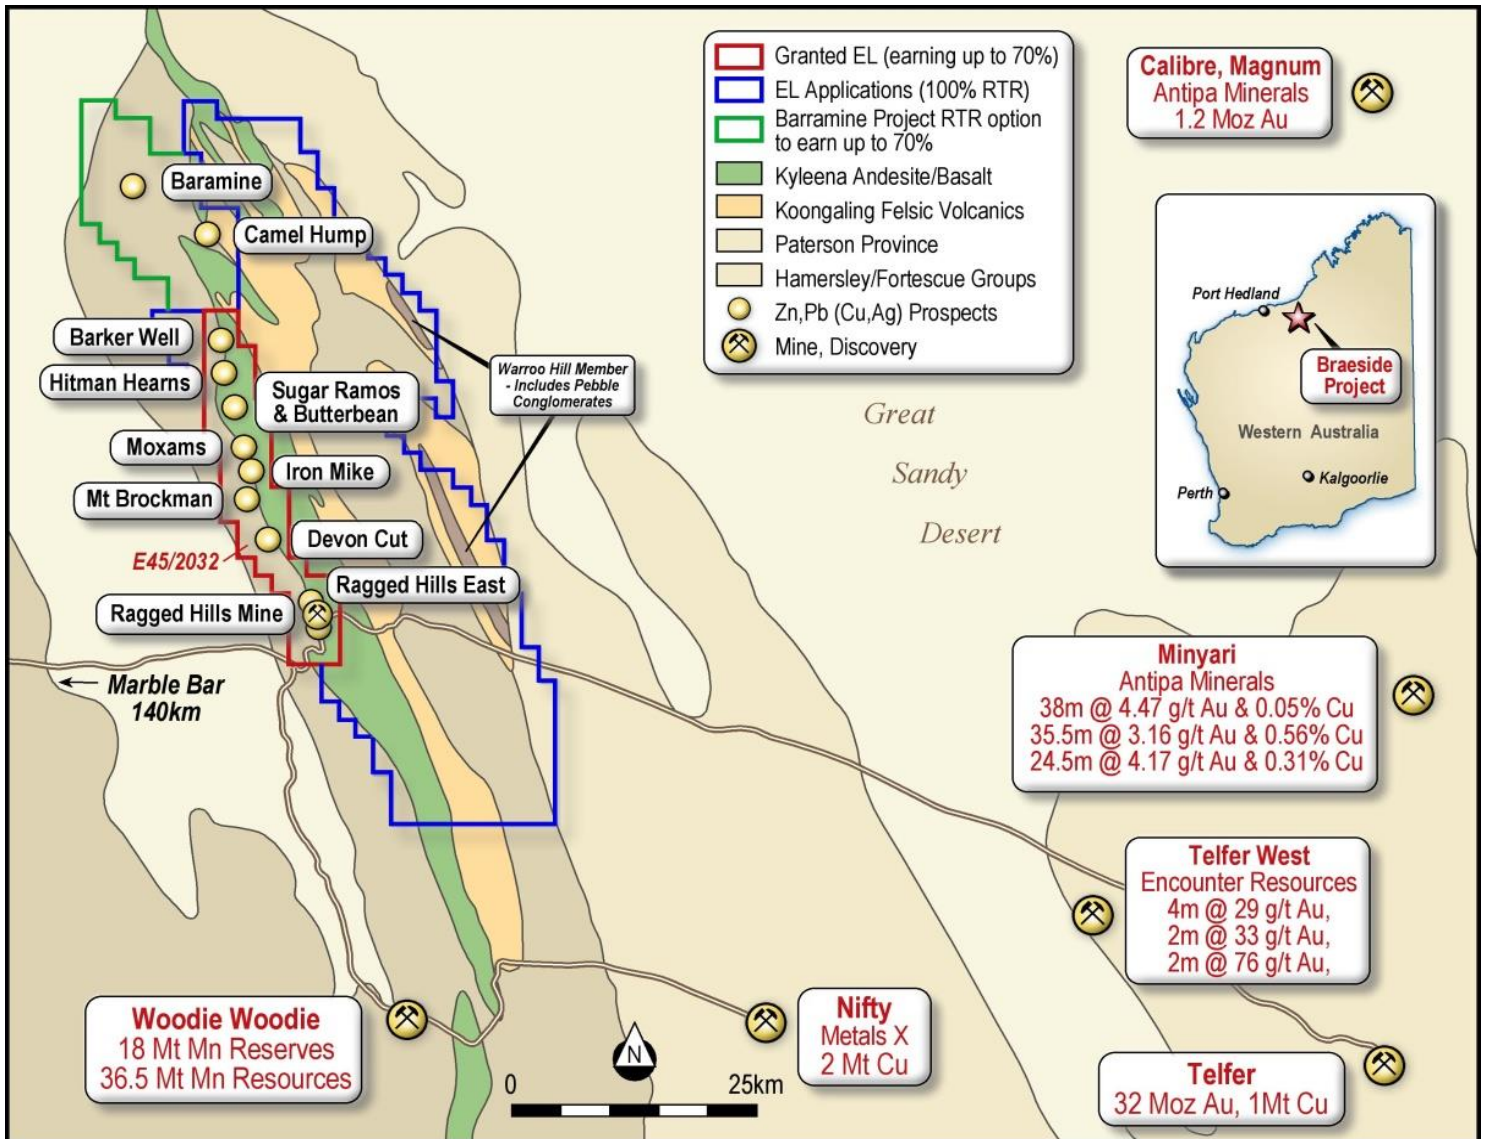 Granted EL (earning up to 70%)
EL Applications (100% RTR)
Barramine Project RTR option
to earn up to 70%
Kyleena Andesite/Basalt
Koongaling Felsic Volcanics
Paterson Province
Hamersley/Fortescue Groups
Zn,Pb (Cu,Ag) Prospects
Mine, Discovery
Calibre, Magnum
Antipa Minerals
1.2 Moz Au
Baramine
Camel Hump
Barker Well
Hitman Hearns
Sugar Ramos
& Butterbean
Moxams
Iron Mike
Mt Brockman
Devon Cut
E45/2032
Ragged Hills East
Ragged Hills Mine
Marble Bar
140km
Warroo Hill Member
- Includes Pebble
Conglomerates
Great
Sandy
Desert
Port Hedland
Braeside
Project
Western Australia
Kalgoorlie
Perth
Minyari
Antipa Minerals
38m @ 4.47 g/t Au & 0.05% Cu
35.5m @ 3.16 g/t Au & 0.56% Cu
24.5m @ 4.17 g/t Au & 0.31% Cu
Telfer West
Encounter Resources
4m @ 29 g/t Au,
2m @ 33 g/t Au,
2m @ 76 g/t Au,
Woodie Woodie
18 Mt Mn Reserves
36.5 Mt Mn Resources
Nifty
Metals X
2 Mt Cu
Telfer
32 Moz Au, 1Mt Cu
N
0
25km